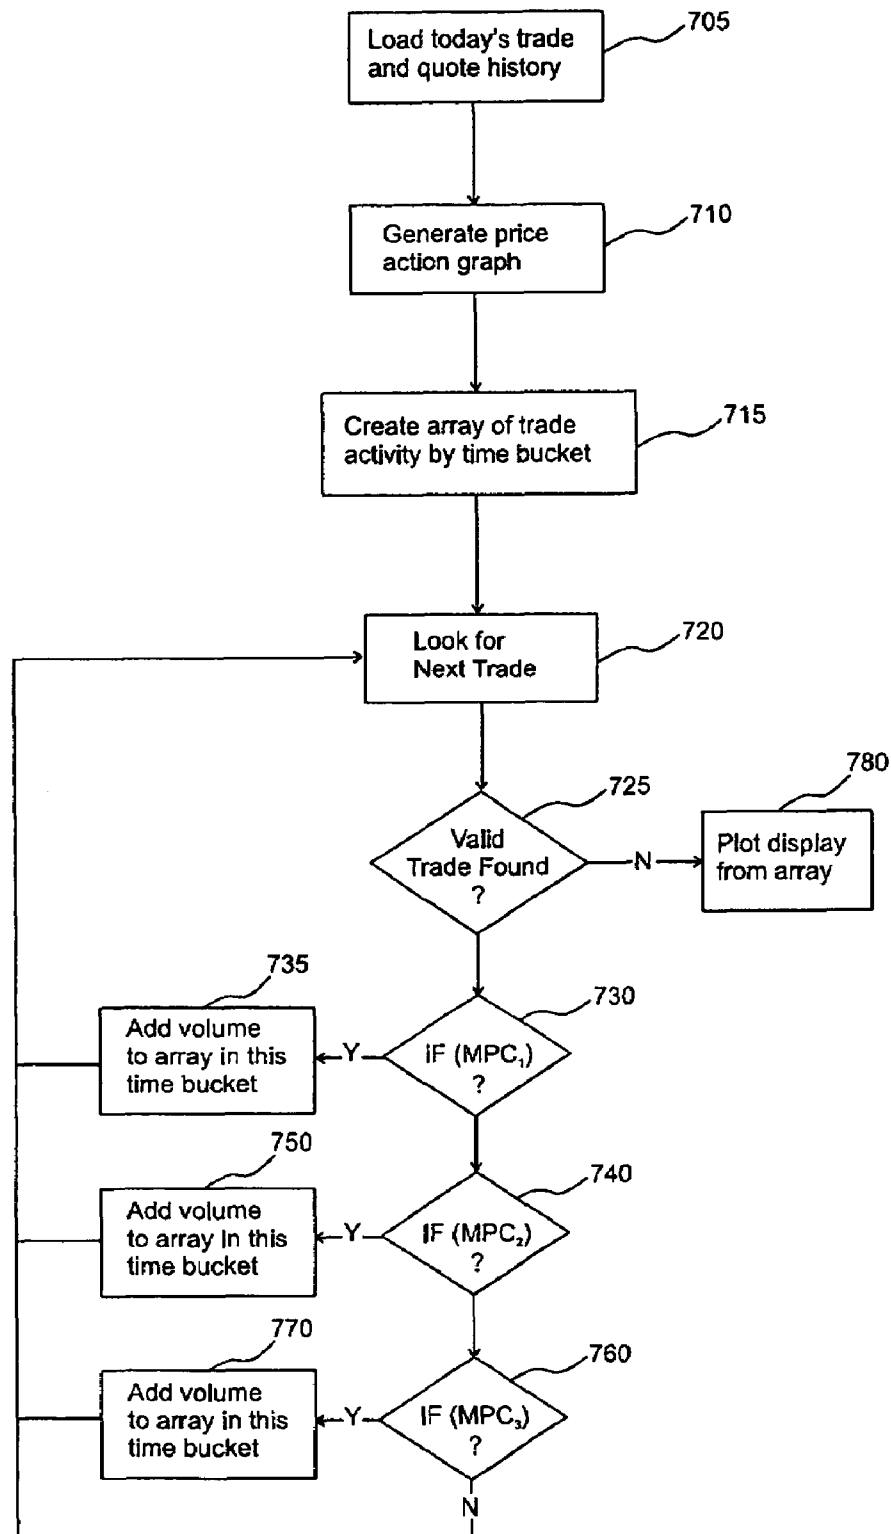 Load today's trade
and quote history
705
Generate price
action graph
710
Create array of trade
activity by time bucket
715
Look for
Next Trade
720
Valid
Trade Found
?
725
N
Plot display
from array
780
IF (MPC₁)
?
730
Y
Add volume
to array in this
time bucket
735
IF (MPC₂)
?
740
Y
Add volume
to array in this
time bucket
750
IF (MPC₃)
?
760
Y
Add volume
to array in this
time bucket
770
N